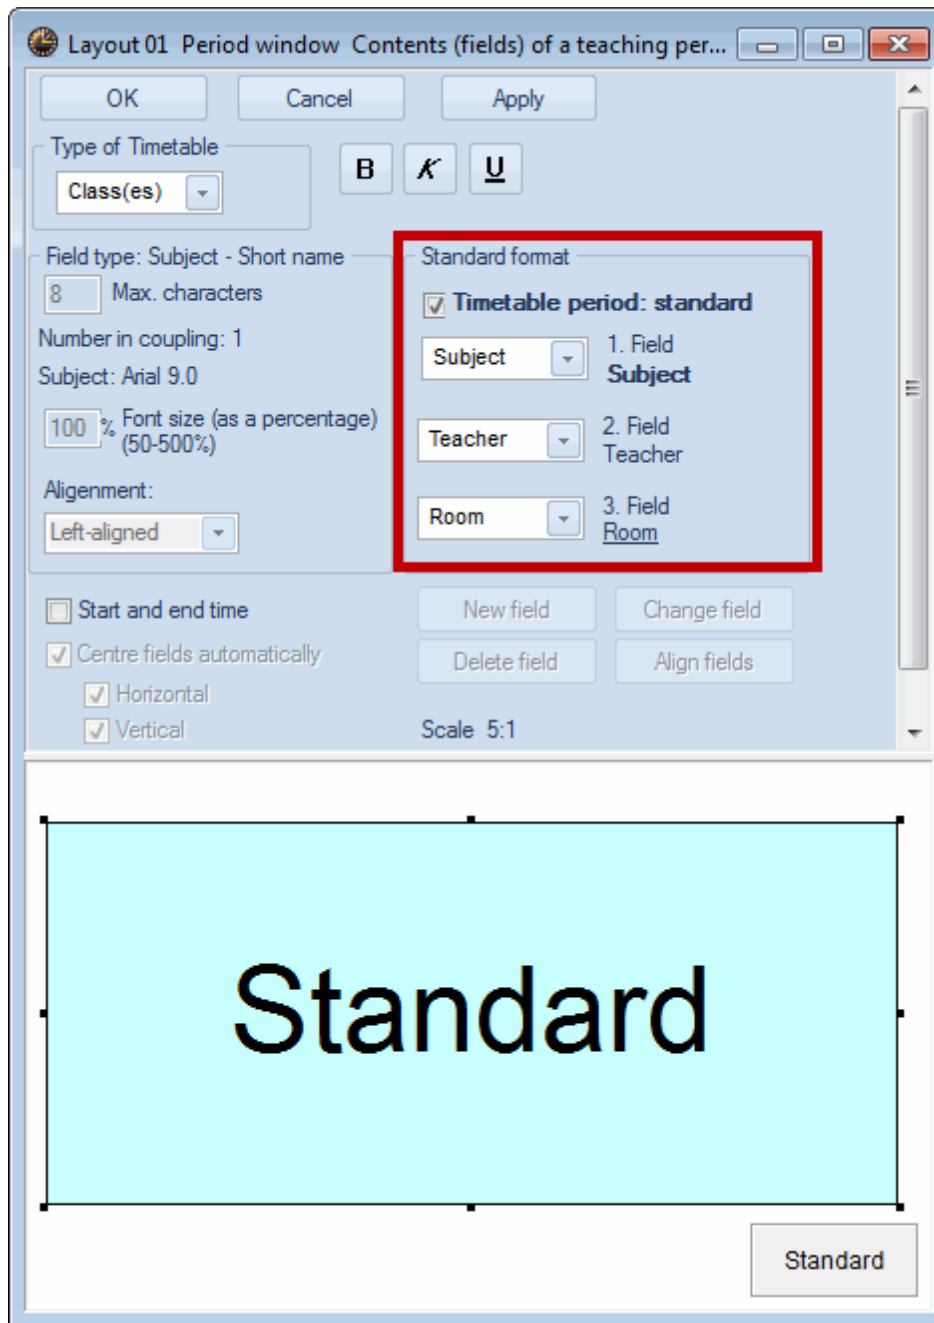 Layout 01 Period window Contents (fields) of a teaching per...
OK Cancel Apply
Type of Timetable
Class(es)
B K U
Field type: Subject - Short name
8 Max. characters
Number in coupling: 1
Subject: Arial 9.0
100 % Font size (as a percentage)
(50-500%)
Aligenment:
Left-aligned
Standard format
Timetable period: standard
Subject 1. Field
Subject
Teacher 2. Field
Teacher
Room 3. Field
Room
Start and end time
Centre fields automatically
Horizontal
Vertical
New field Change field
Delete field Align fields
Scale 5:1
Standard
Standard